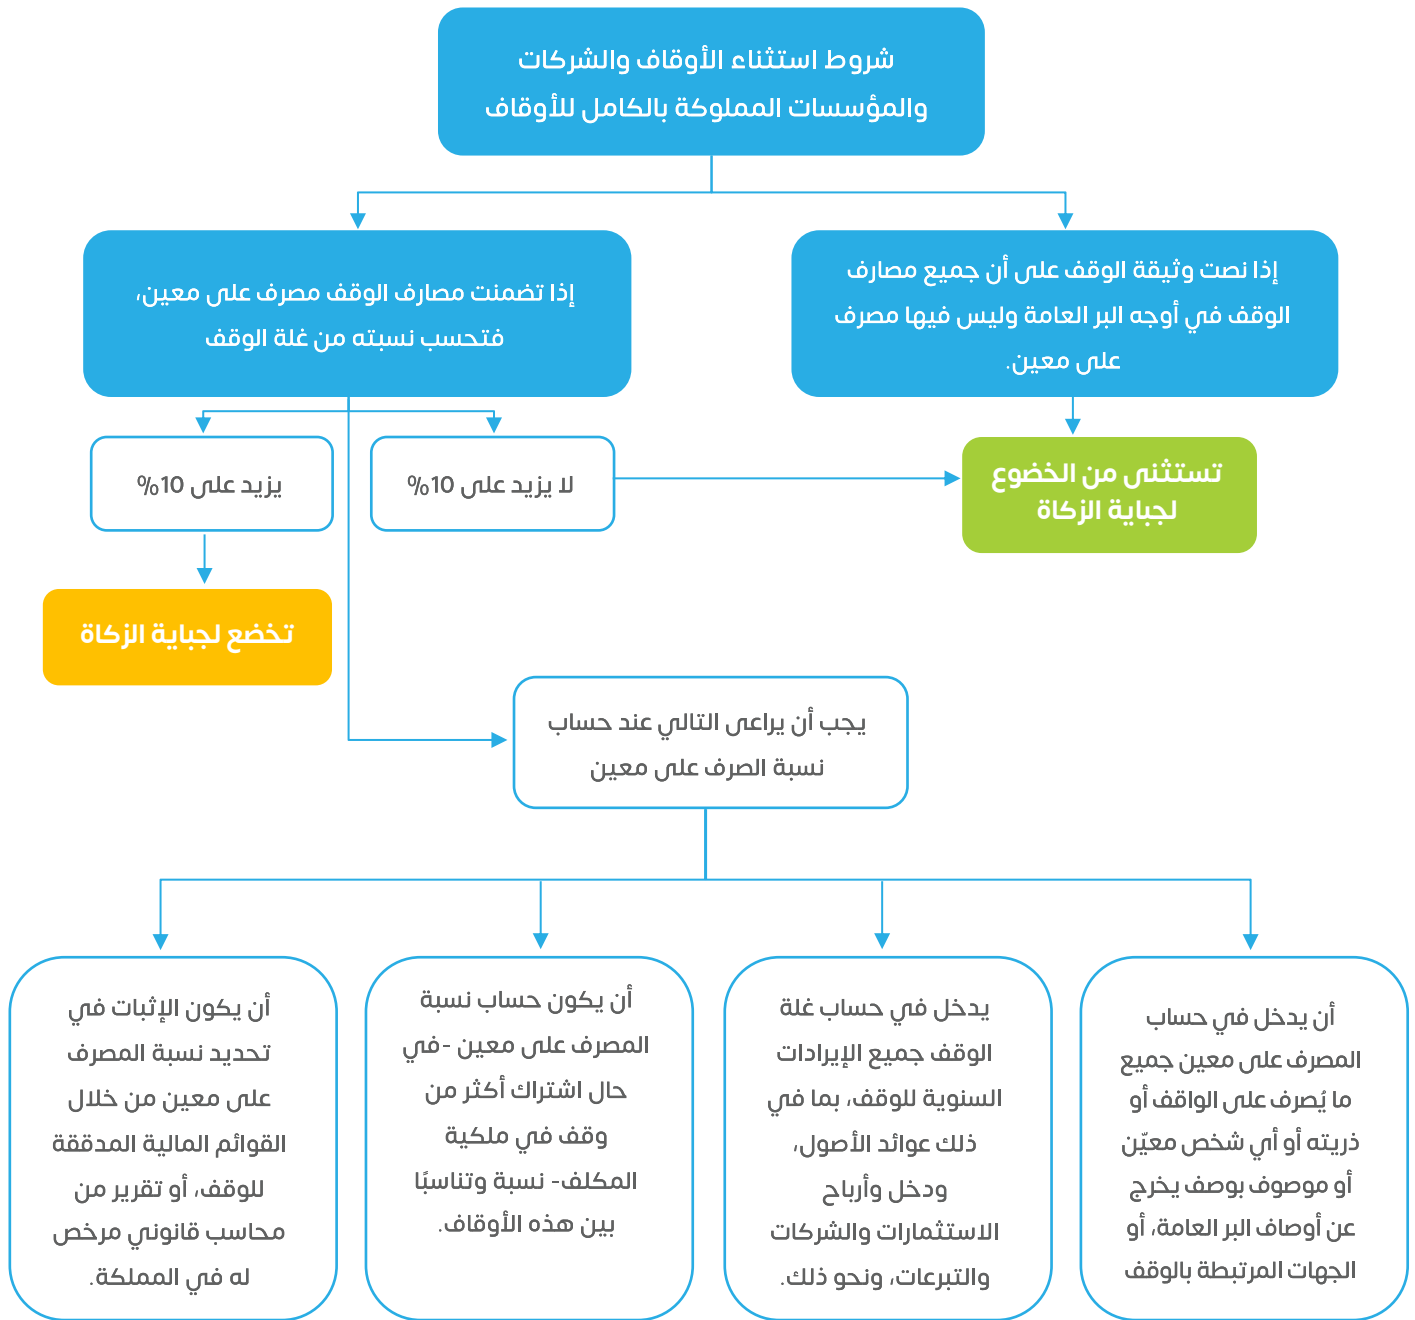 شروط استثناء الأوقاف والشركات
والمؤسسات المملوكة بالكامل للأوقاف
إذا نصت وثيقة الوقف على أن جميع مصارف
الوقف في أوجه البر العامة وليس فيها مصرف
على معين.
إذا تضمنت مصارف الوقف مصرف على معين،
فتحسب نسبته من غلة الوقف
تستثنى من الخضوع
لجباية الزكاة
لا يزيد على 10%
يزيد على 10%
تخضع لجباية الزكاة
يجب أن يراعى التالي عند حساب
نسبة الصرف على معين
أن يدخل في حساب
المصرف على معين جميع
ما يُصرف على الواقف أو
ذريته أو أي شخص معيّن
أو موصوف بوصف يخرج
عن أوصاف البر العامة، أو
الجهات المرتبطة بالوقف
يدخل في حساب غلة
الوقف جميع الإيرادات
السنوية للوقف، بما في
ذلك عوائد الأصول،
ودخل وأرباح
الاستثمارات والشركات
والتبرعات، ونحو ذلك.
أن يكون حساب نسبة
المصرف على معين -في
حال اشتراك أكثر من
وقف في ملكية
المكلف- نسبة وتناسبًا
بين هذه الأوقاف.
أن يكون الإثبات في
تحديد نسبة المصرف
على معين من خلال
القوائم المالية المدققة
للوقف، أو تقرير من
محاسب قانوني مرخص
له في المملكة.